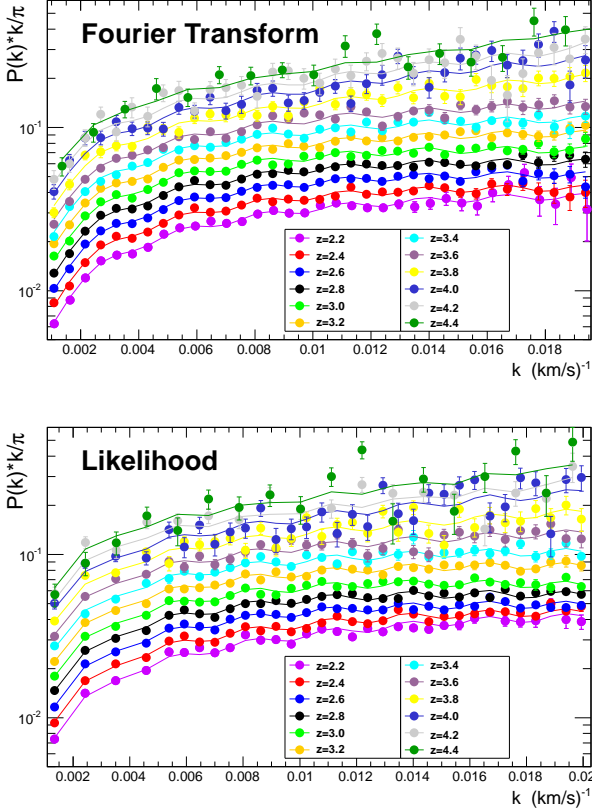 Fourier Transform
P(k)*k/π
10⁻¹
10⁻²
z=2.2 z=3.4
z=2.4 z=3.6
z=2.6 z=3.8
z=2.8 z=4.0
z=3.0 z=4.2
z=3.2 z=4.4
0.002 0.004 0.006 0.008 0.01 0.012 0.014 0.016 0.018
k (km/s)⁻¹
Likelihood
P(k)*k/π
10⁻¹
10⁻²
z=2.2 z=3.4
z=2.4 z=3.6
z=2.6 z=3.8
z=2.8 z=4.0
z=3.0 z=4.2
z=3.2 z=4.4
0.002 0.004 0.006 0.008 0.01 0.012 0.014 0.016 0.018 0.02
k (km/s)⁻¹